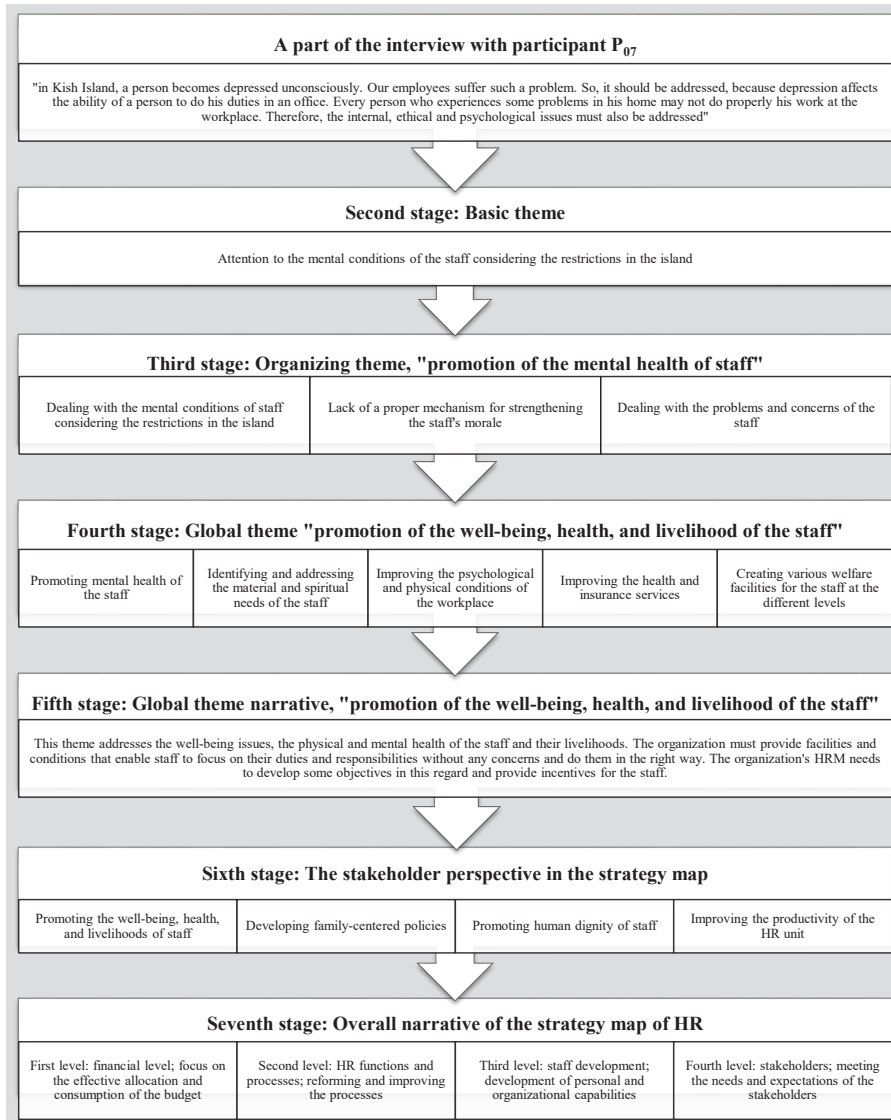 A part of the interview with participant P07
"in Kish Island, a person becomes depressed unconsciously. Our employees suffer such a problem. So, it should be addressed, because depression affects
the ability of a person to do his duties in an office. Every person who experiences some problems in his home may not do properly his work at the
workplace. Therefore, the internal, ethical and psychological issues must also be addressed"
Second stage: Basic theme
Attention to the mental conditions of the staff considering the restrictions in the island
Third stage: Organizing theme, "promotion of the mental health of staff"
Dealing with the mental conditions of staff
considering the restrictions in the island
Lack of a proper mechanism for strengthening
the staff's morale
Dealing with the problems and concerns of the
staff
Fourth stage: Global theme "promotion of the well-being, health, and livelihood of the staff"
Promoting mental health of
the staff
Identifying and addressing
the material and spiritual
needs of the staff
Improving the psychological
and physical conditions of
the workplace
Improving the health and
insurance services
Creating various welfare
facilities for the staff at the
different levels
Fifth stage: Global theme narrative, "promotion of the well-being, health, and livelihood of the staff"
This theme addresses the well-being issues, the physical and mental health of the staff and their livelihoods. The organization must provide facilities and
conditions that enable staff to focus on their duties and responsibilities without any concerns and do them in the right way. The organization's HRM needs
to develop some objectives in this regard and provide incentives for the staff.
Sixth stage: The stakeholder perspective in the strategy map
Promoting the well-being, health,
and livelihoods of staff
Developing family-centered policies
Promoting human dignity of staff
Improving the productivity of the
HR unit
Seventh stage: Overall narrative of the strategy map of HR
First level: financial level; focus on
the effective allocation and
consumption of the budget
Second level: HR functions and
processes; reforming and improving
the processes
Third level: staff development;
development of personal and
organizational capabilities
Fourth level: stakeholders; meeting
the needs and expectations of the
stakeholders